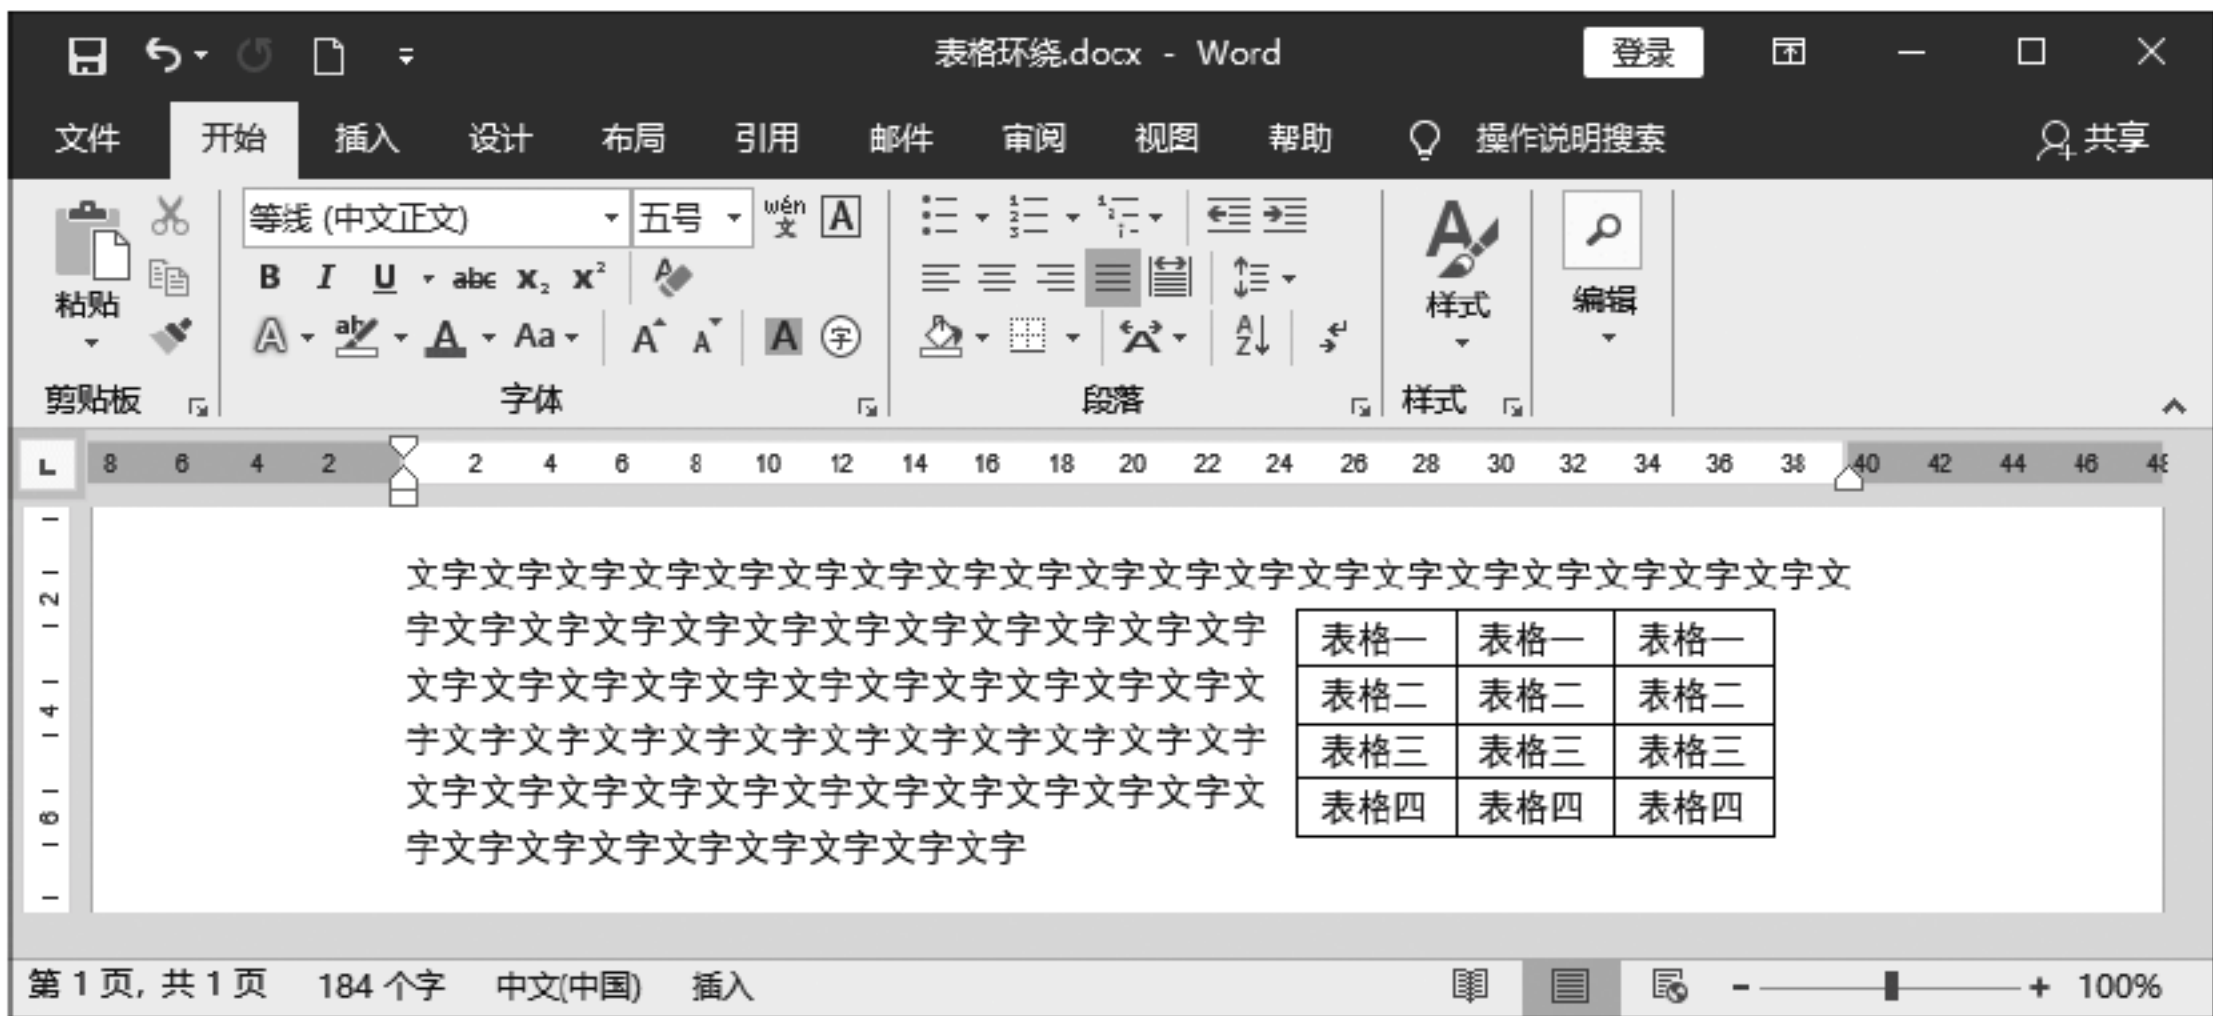 表格环绕.docx - Word
登录
文件 开始 插入 设计 布局 引用 邮件 审阅 视图 帮助 操作说明搜索 共享
等线 (中文正文) 五号 wén 文 A
B I U abc x₂ x² A
粘贴 样式 编辑
A ab A Aa A A A 字 A A Z
剪贴板 字体 段落 样式
L 8 6 4 2 2 4 6 8 10 12 14 16 18 20 22 24 26 28 30 32 34 36 38 40 42 44 46 48
文字文字文字文字文字文字文字文字文字文字文字文字文字文字文字文字文字文字文字文
字文字文字文字文字文字文字文字文字文字文字文字
文字文字文字文字文字文字文字文字文字文字文字文
字文字文字文字文字文字文字文字文字文字文字文字
文字文字文字文字文字文字文字文字文字文字文字文
字文字文字文字文字文字文字文字文字
表格一 表格一 表格一
表格二 表格二 表格二
表格三 表格三 表格三
表格四 表格四 表格四
2
4
6
第 1 页, 共 1 页 184 个字 中文(中国) 插入 100%